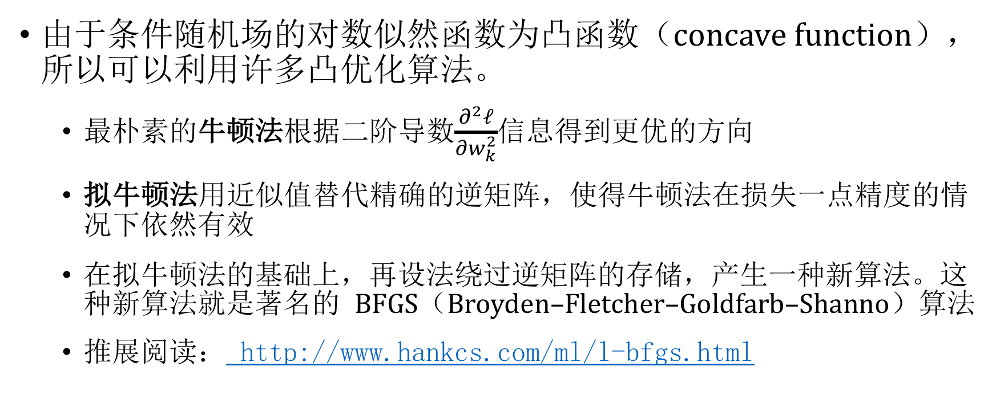 • 由于条件随机场的对数似然函数为凸函数（concave function），
所以可以利用许多凸优化算法。
• 最朴素的牛顿法根据二阶导数∂²ℓ/∂w_k²信息得到更优的方向
• 拟牛顿法用近似值替代精确的逆矩阵，使得牛顿法在损失一点精度的情
况下依然有效
• 在拟牛顿法的基础上，再设法绕过逆矩阵的存储，产生一种新算法。这
种新算法就是著名的 BFGS（Broyden–Fletcher–Goldfarb–Shanno）算法
• 推展阅读： http://www.hankcs.com/ml/l-bfgs.html